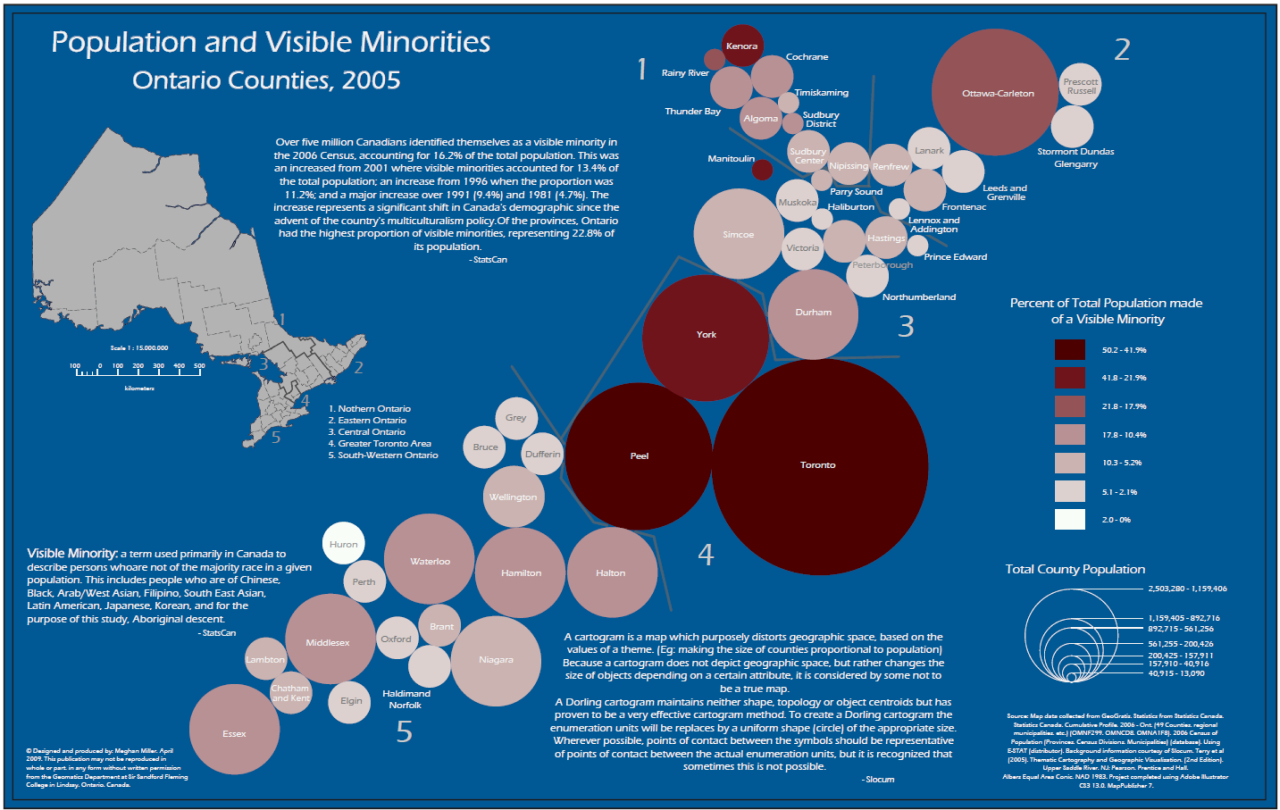 Population and Visible Minorities
Ontario Counties, 2005
Over five million Canadians identified themselves as a visible minority in
the 2006 Census, accounting for 16.2% of the total population. This was
an increased from 2001 where visible minorities accounted for 13.4% of
the total population; an increase from 1996 when the proportion was
11.2%; and a major increase over 1991 (9.4%) and 1981 (4.7%). The
increase represents a significant shift in Canada's demographic since the
advent of the country's multiculturalism policy.Of the provinces, Ontario
had the highest proportion of visible minorities, representing 22.8% of
its population.
- StatsCan
Scale 1 : 15,000,000
100 0 100 200 300 400 500
kilometers
1
2
3
4
5
1. Nothern Ontario
2. Eastern Ontario
3. Central Ontario
4. Greater Toronto Area
5. South-Western Ontario
1
Kenora
Rainy River
Cochrane
Thunder Bay
Timiskaming
Algoma
Sudbury
District
Manitoulin
Sudbury
Center
Nipissing
Parry Sound
2
Ottawa-Carleton
Prescott
Russell
Stormont Dundas
Glengarry
Lanark
Renfrew
Leeds and
Grenville
Frontenac
Lennox and
Addington
Muskoka
Haliburton
Simcoe
Victoria
Hastings
Prince Edward
Peterborough
Northumberland
Durham
3
York
Peel
Toronto
Halton
4
Grey
Bruce
Dufferin
Wellington
Huron
Perth
Waterloo
Hamilton
Middlesex
Oxford
Brant
Niagara
Lambton
Chatham
and Kent
Elgin
Haldimand
Norfolk
Essex
5
Percent of Total Population made
of a Visible Minority
50.2 - 41.9%
41.8 - 21.9%
21.8 - 17.9%
17.8 - 10.4%
10.3 - 5.2%
5.1 - 2.1%
2.0 - 0%
Total County Population
2,503,280 - 1,159,406
1,159,405 - 892,716
892,715 - 561,256
561,255 - 200,426
200,425 - 157,911
157,910 - 40,916
40,915 - 13,090
Visible Minority: a term used primarily in Canada to
describe persons whoare not of the majority race in a given
population. This includes people who are of Chinese,
Black, Arab/West Asian, Filipino, South East Asian,
Latin American, Japanese, Korean, and for the
purpose of this study, Aboriginal descent.
- StatsCan
A cartogram is a map which purposely distorts geographic space, based on the
values of a theme. (Eg: making the size of counties proportional to population)
Because a cartogram does not depict geographic space, but rather changes the
size of objects depending on a certain attribute, it is considered by some not to
be a true map.
A Dorling cartogram maintains neither shape, topology or object centroids but has
proven to be a very effective cartogram method. To create a Dorling cartogram the
enumeration units will be replaces by a uniform shape (circle) of the appropriate size.
Wherever possible, points of contact between the symbols should be representative
of points of contact between the actual enumeration units, but it is recognized that
sometimes this is not possible.
- Slocum
© Designed and produced by: Meghan Miller. April
2009. This publication may not be reproduced in
whole or part, in any form without written permission
from the Geomatics Department at Sir Sandford Fleming
College in Lindsay, Ontario, Canada.
Source: Map data collected from GeoGratis. Statistics from Statistics Canada.
Statistics Canada. Cumulative Profile, 2006 - Ont. (49 Counties, regional
municipalities, etc.) (OMNF299, OMNCD8, OMNA1F8). 2006 Census of
Population (Provinces, Census Divisions, Municipalities) (database). Using
E-STAT (distributor). Background information courtesy of Slocum, Terry et al
(2005). Thematic Cartography and Geographic Visualization. (2nd Edition).
Upper Saddle River, NJ: Pearson, Prentice and Hall.
Albers Equal Area Conic. NAD 1983. Project completed using Adobe Illustrator
CS3 13.0. MapPublisher 7.